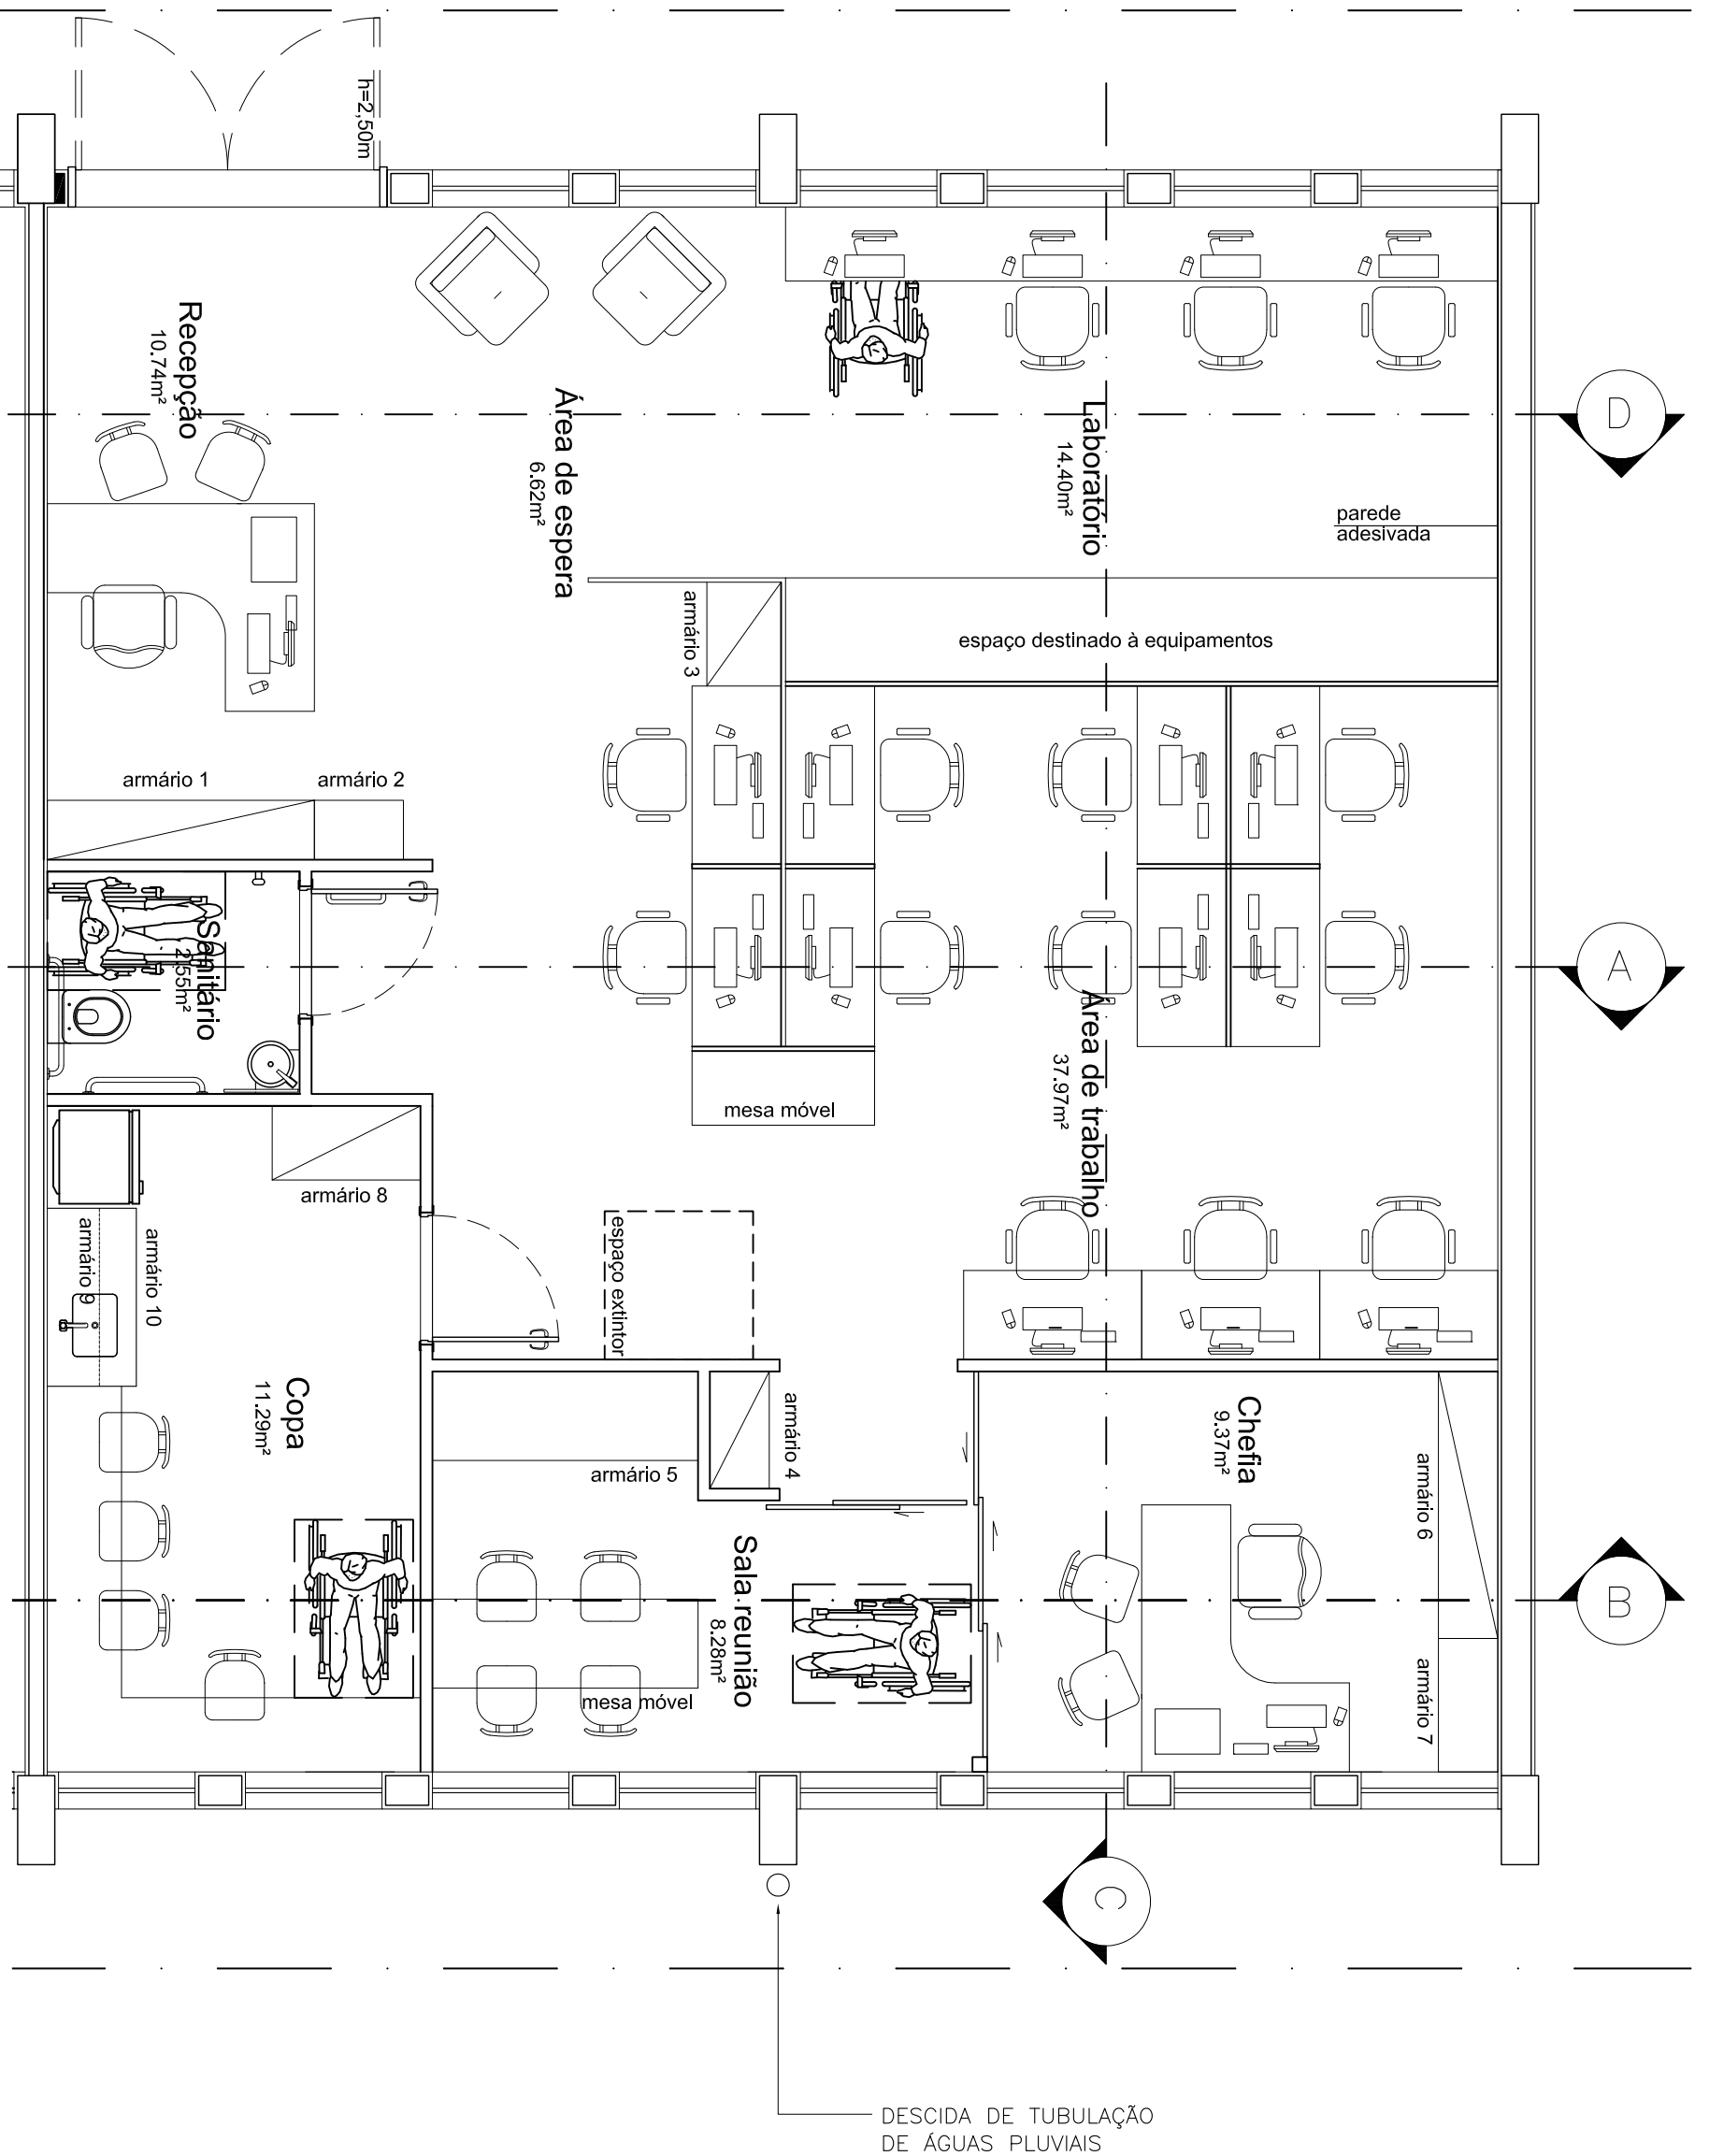 h=2,50m
Recepção
10.74m²
Área de espera
6.62m²
Laboratório
14.40m²
D
parede
adesivada
armário 3
espaço destinado à equipamentos
armário 1
armário 2
Sanitário
2.55m²
A
Área de trabalho
37.97m²
mesa móvel
armário 8
armário 9
armário 10
espaço extintor
Copa
11.29m²
armário 5
armário 4
Chefia
9.37m²
armário 6
Sala reunião
8.28m²
B
mesa móvel
armário 7
C
DESCIDA DE TUBULAÇÃO
DE ÁGUAS PLUVIAIS